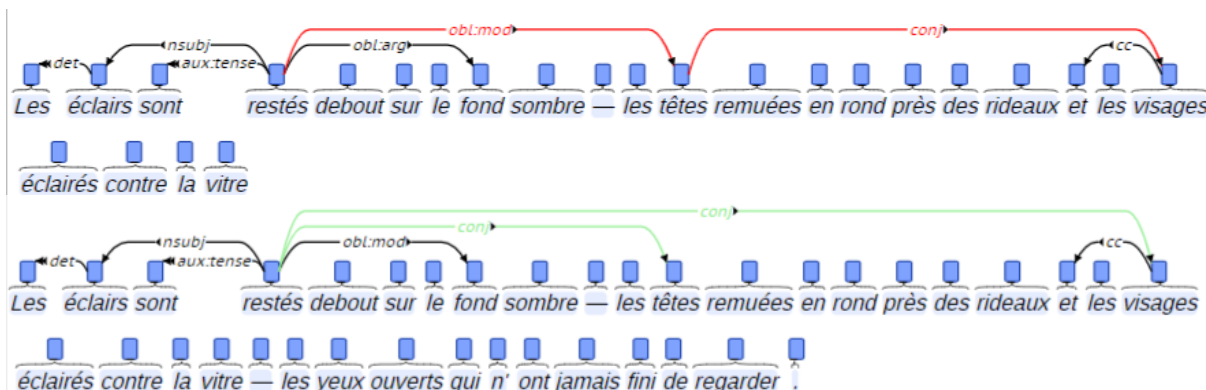 obl:mod conj
nsubj obl:arg cc
det aux:tense
Les éclairs sont restés debout sur le fond sombre — les têtes remuées en rond près des rideaux et les visages
éclairés contre la vitre
conj
conj
nsubj obl:mod cc
det aux:tense
Les éclairs sont restés debout sur le fond sombre — les têtes remuées en rond près des rideaux et les visages
éclairés contre la vitre — les yeux ouverts qui n' ont jamais fini de regarder .